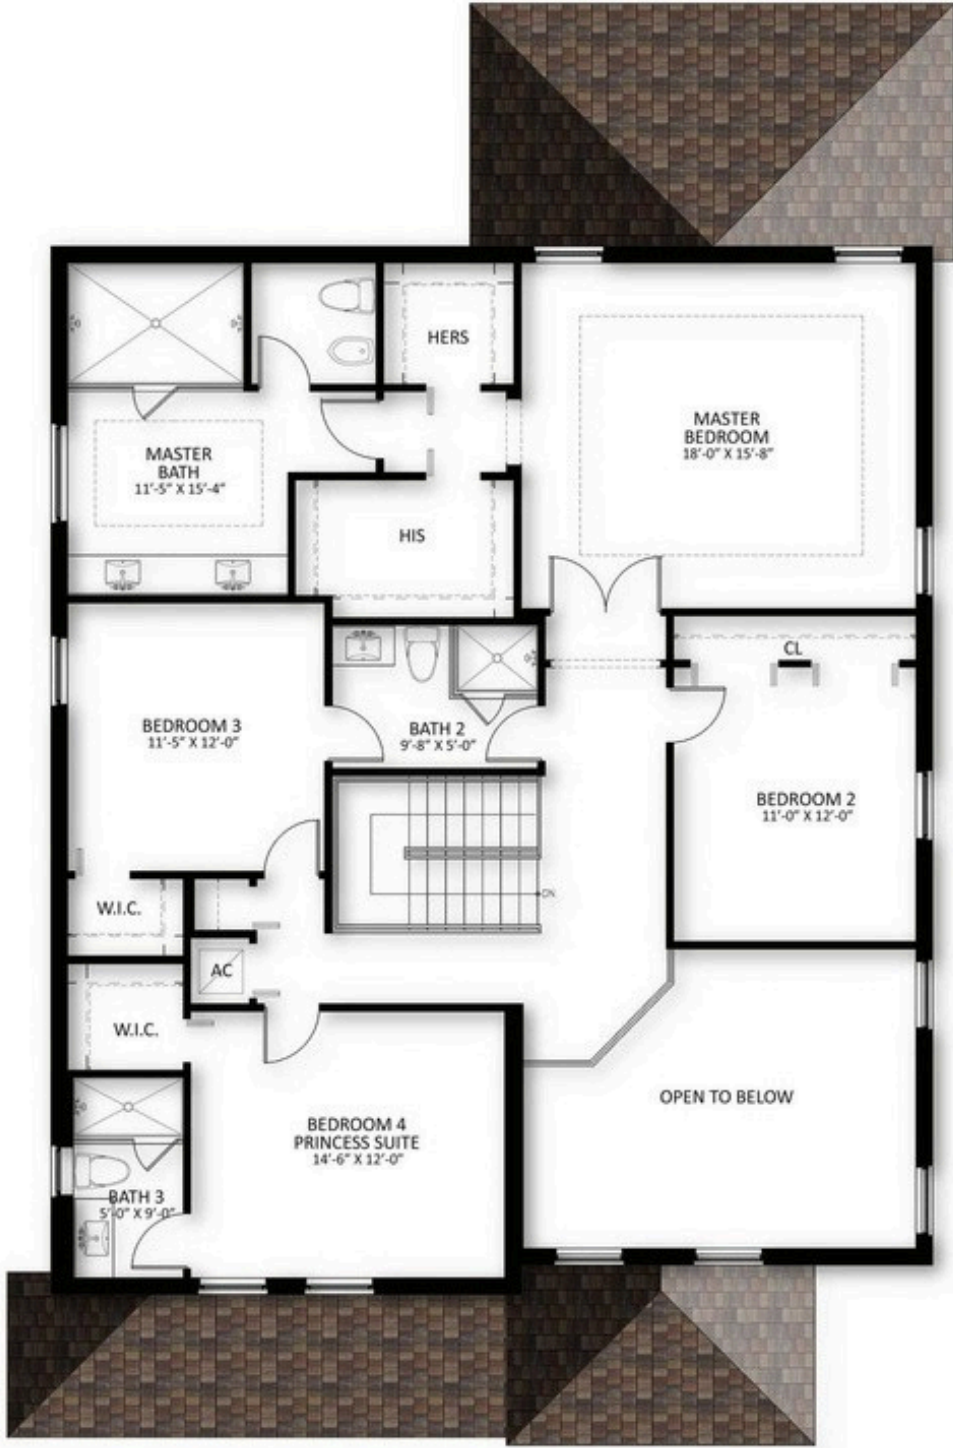 HERS
MASTER
BEDROOM
18'-0" X 15'-8"
MASTER
BATH
11'-5" X 15'-4"
HIS
CL
BEDROOM 3
11'-5" X 12'-0"
BATH 2
9'-8" X 5'-0"
BEDROOM 2
11'-0" X 12'-0"
DN
W.I.C.
AC
W.I.C.
OPEN TO BELOW
BEDROOM 4
PRINCESS SUITE
14'-6" X 12'-0"
BATH 3
5'-0" X 9'-0"